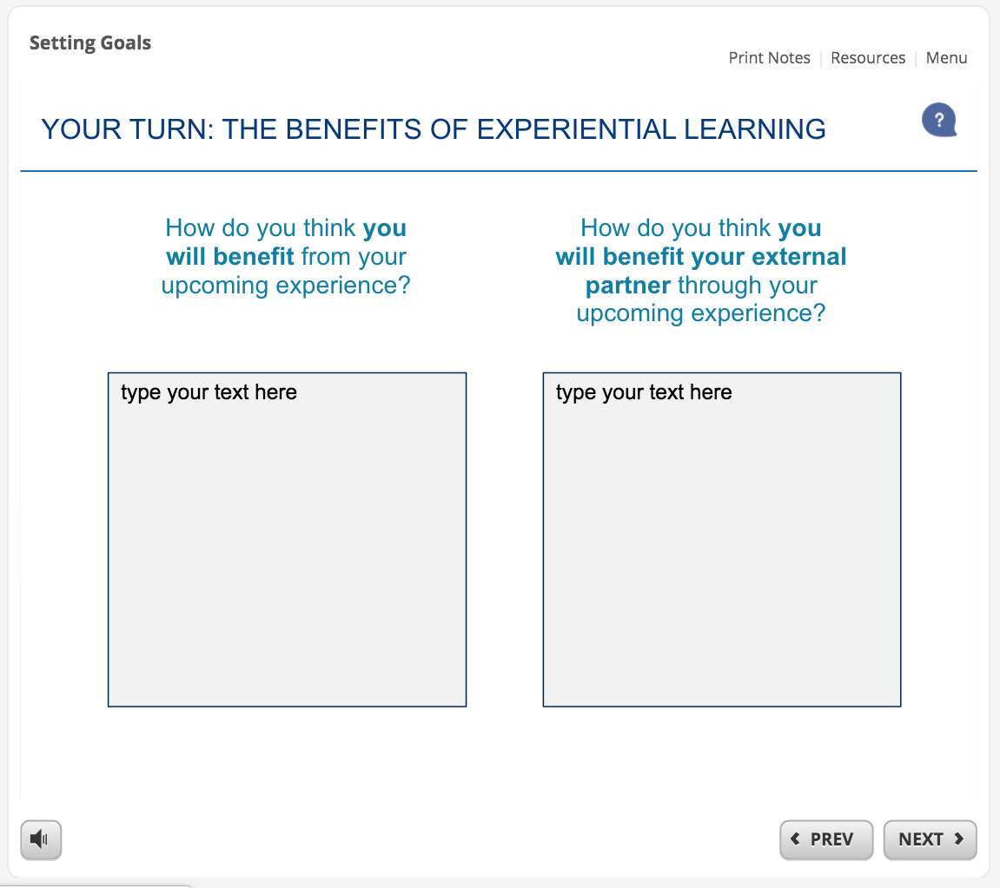 Setting Goals
Print Notes
Resources
Menu
YOUR TURN: THE BENEFITS OF EXPERIENTIAL LEARNING
?
How do you think you
will benefit from your
upcoming experience?
How do you think you
will benefit your external
partner through your
upcoming experience?
type your text here
type your text here
PREV
NEXT